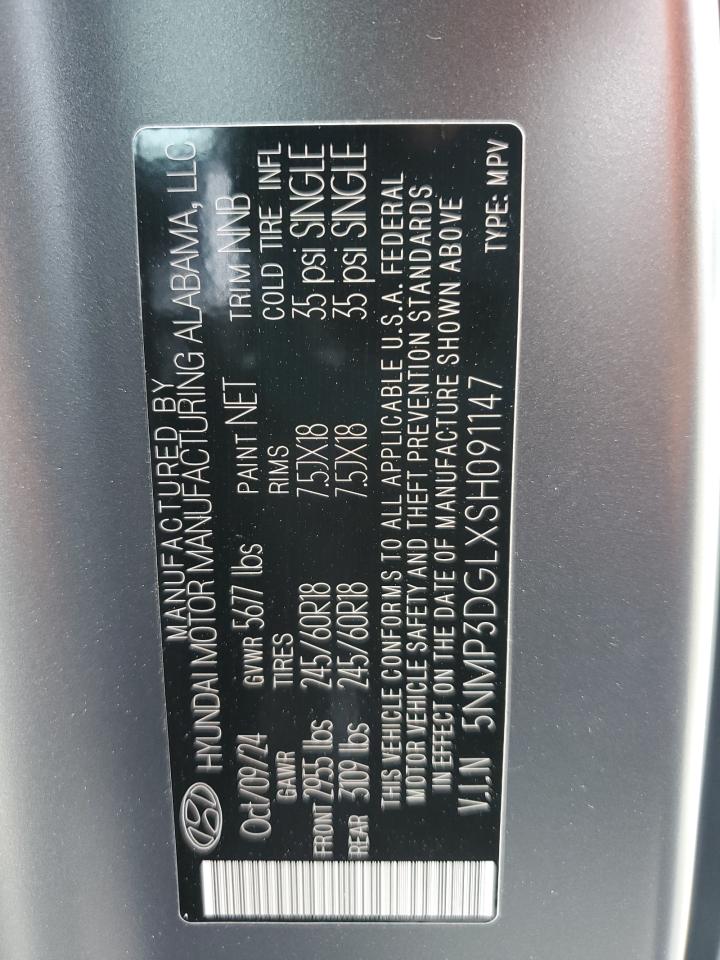 MANUFACTURED BY
HYUNDAI MOTOR MANUFACTURING ALABAMA, LLC
Oct/09/24 GVWR 5677 lbs PAINT NET TRIM NNB
GAWR TIRES RIMS COLD TIRE INFL
FRONT 2955 lbs 245/60R18 7.5JX18 35 psi SINGLE
REAR 3109 lbs 245/60R18 7.5JX18 35 psi SINGLE
THIS VEHICLE CONFORMS TO ALL APPLICABLE U.S.A. FEDERAL
MOTOR VEHICLE SAFETY AND THEFT PREVENTION STANDARDS
IN EFFECT ON THE DATE OF MANUFACTURE SHOWN ABOVE
V.I.N 5NMP3DGLXSH091147 TYPE: MPV